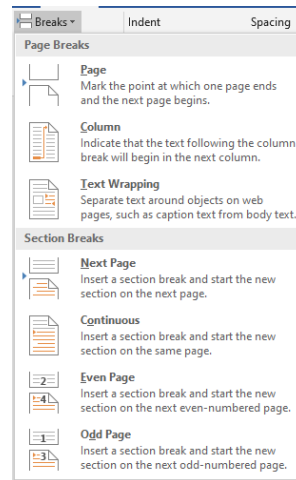 Breaks Indent Spacing
Page Breaks
Page
Mark the point at which one page ends
and the next page begins.
Column
Indicate that the text following the column
break will begin in the next column.
Text Wrapping
Separate text around objects on web
pages, such as caption text from body text.
Section Breaks
Next Page
Insert a section break and start the new
section on the next page.
Continuous
Insert a section break and start the new
section on the same page.
Even Page
Insert a section break and start the new
section on the next even-numbered page.
2
4
Odd Page
Insert a section break and start the new
section on the next odd-numbered page.
1
3